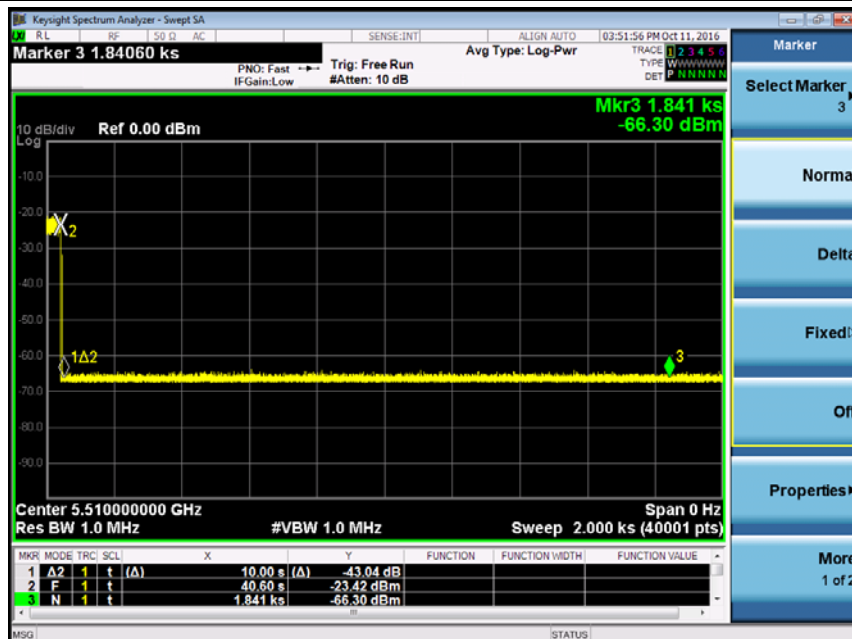 Keysight Spectrum Analyzer - Swept SA
RL RF 50 Ω AC SENSE:INT ALIGN AUTO 03:51:56 PM Oct 11, 2016
Marker 3 1.84060 ks
PNO: Fast
IFGain:Low
Trig: Free Run
#Atten: 10 dB
Avg Type: Log-Pwr
TRACE 1 2 3 4 5 6
TYPE WWWWWW
DET P N N N N N
Mkr3 1.841 ks
-66.30 dBm
10 dB/div Ref 0.00 dBm
Log
-10.0
-20.0
2
-30.0
-40.0
-50.0
-60.0
1Δ2
3
-70.0
-80.0
-90.0
Center 5.510000000 GHz Span 0 Hz
Res BW 1.0 MHz #VBW 1.0 MHz Sweep 2.000 ks (40001 pts)
MKR MODE TRC SCL X Y FUNCTION FUNCTION WIDTH FUNCTION VALUE
1 Δ2 1 t (Δ) 10.00 s (Δ) -43.04 dB
2 F 1 t 40.60 s -23.42 dBm
3 N 1 t 1.841 ks -66.30 dBm
MSG STATUS
Marker
Select Marker
3
Norma
Delta
Fixed
Off
Properties
More
1 of 2